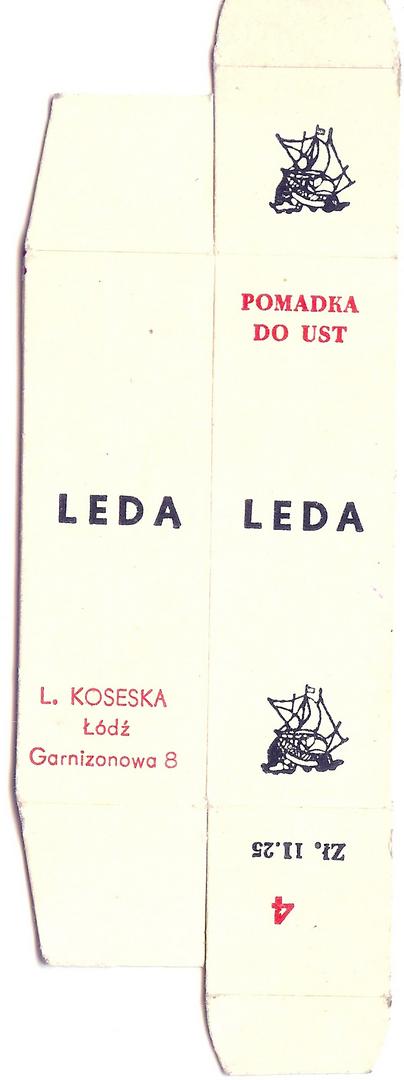 POMADKA
DO UST
LEDA
LEDA
L. KOSESKA
Łódź
Garnizonowa 8
Zł. 11.25
4